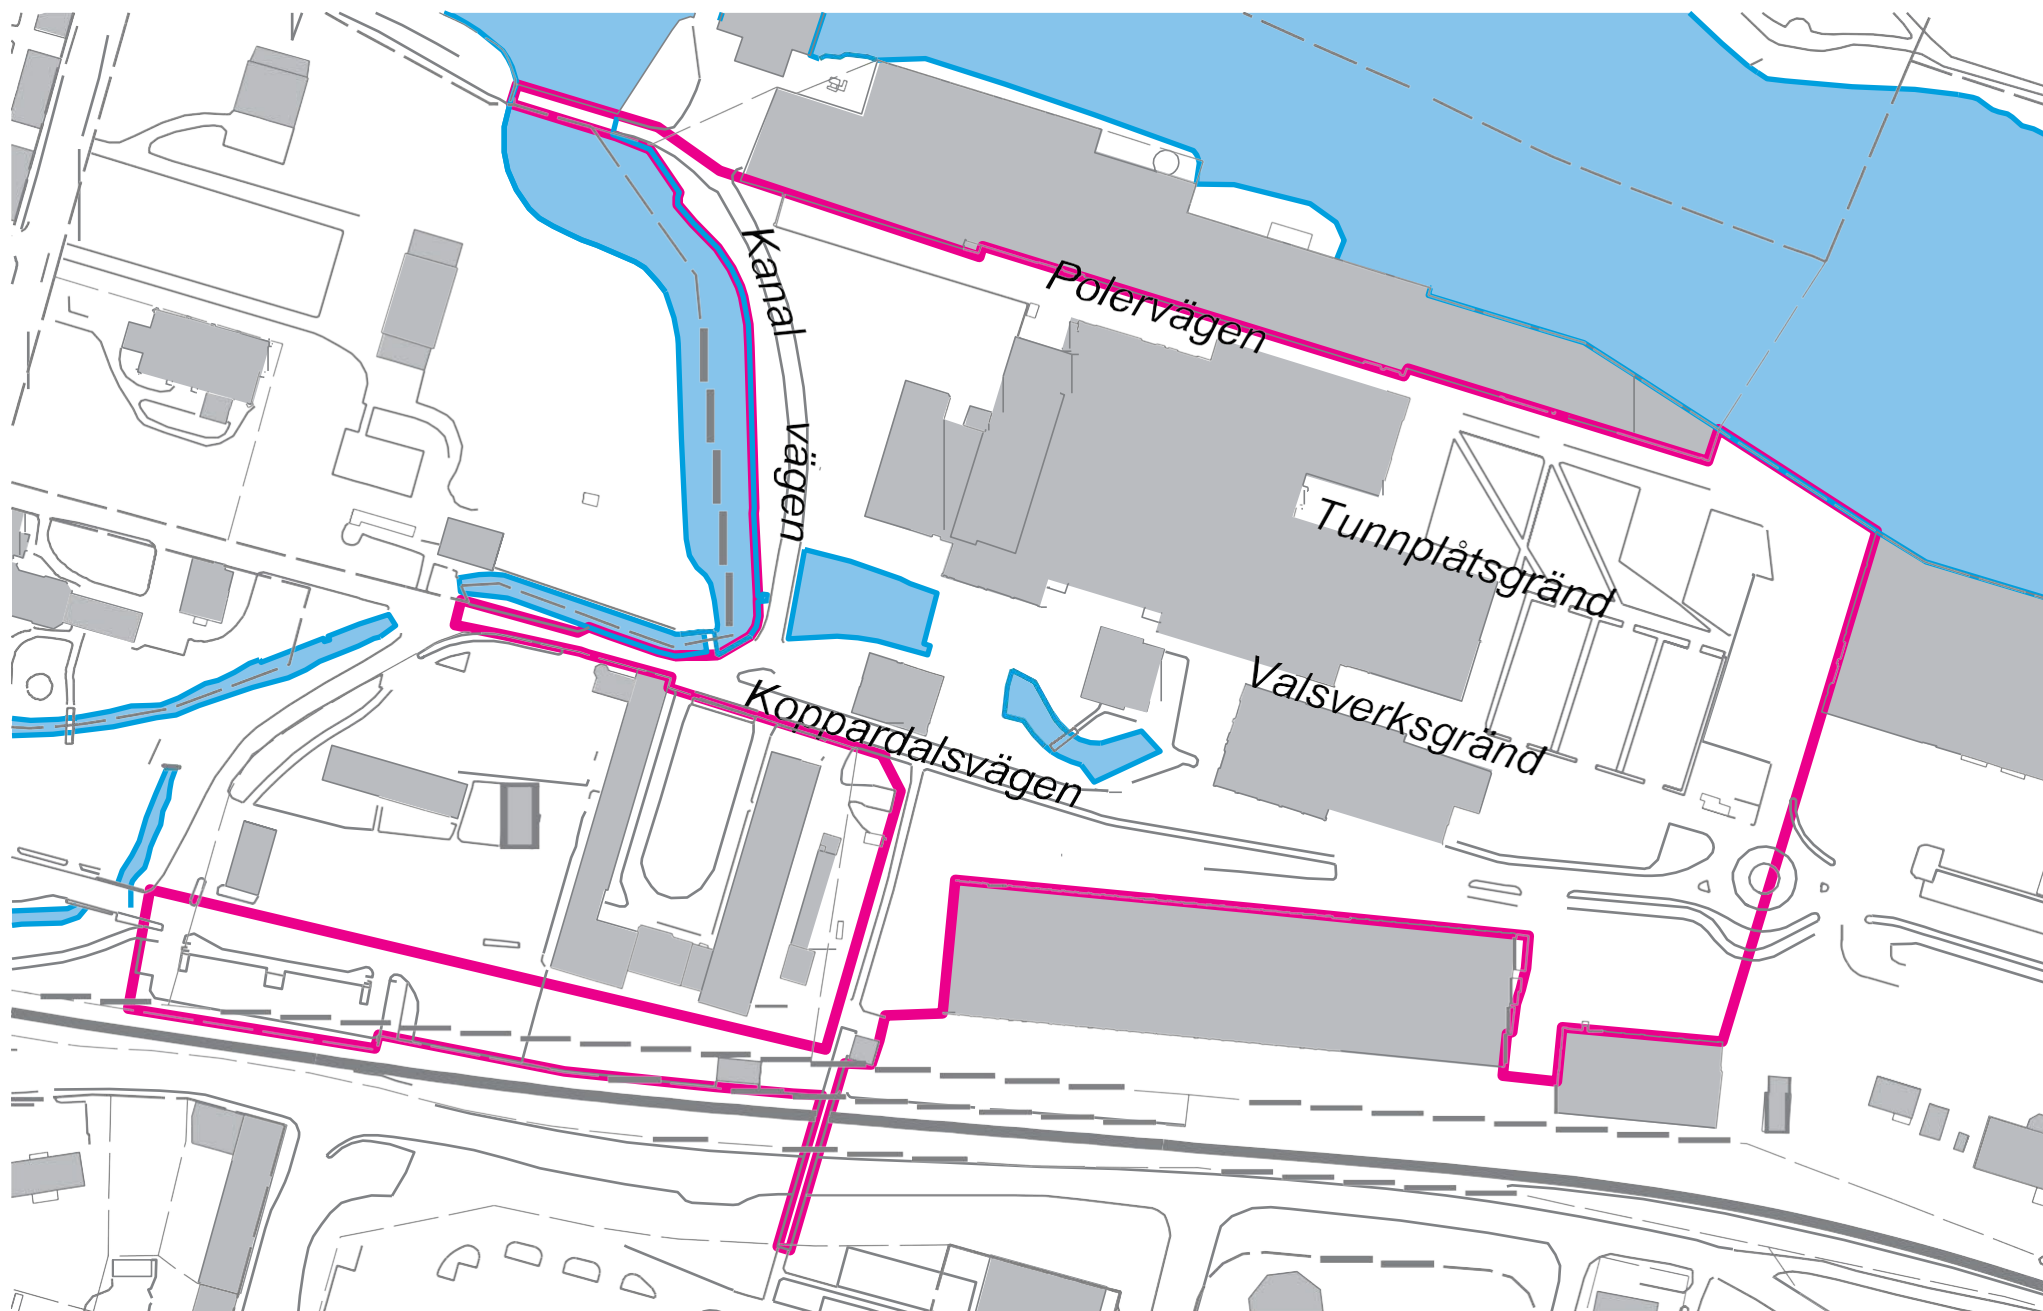 Kanal
vägen
Polervägen
Tunnplåtsgränd
Valsverksgränd
Koppardalsvägen